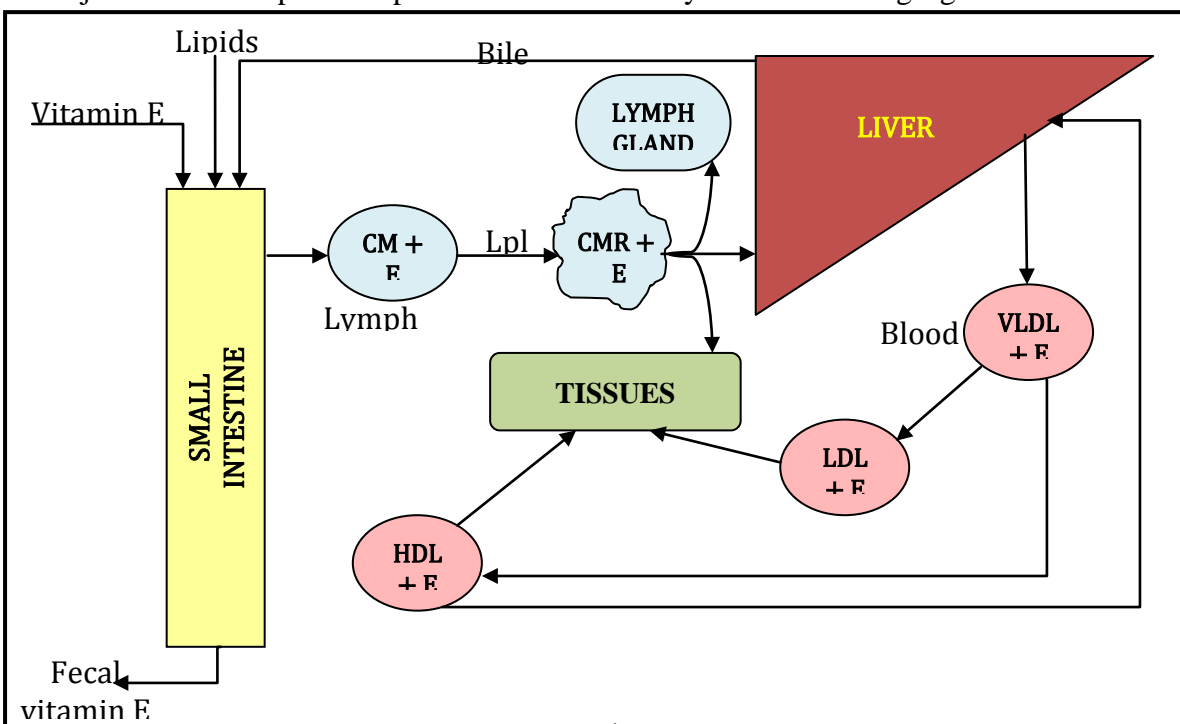 Lipids
Bile
Vitamin E
LYMPH
GLAND
LIVER
CM +
E
Lpl
CMR +
E
Lymph
Blood
VLDL
+ E
SMALL
INTESTINE
TISSUES
LDL
+ E
HDL
+ E
Fecal
vitamin E